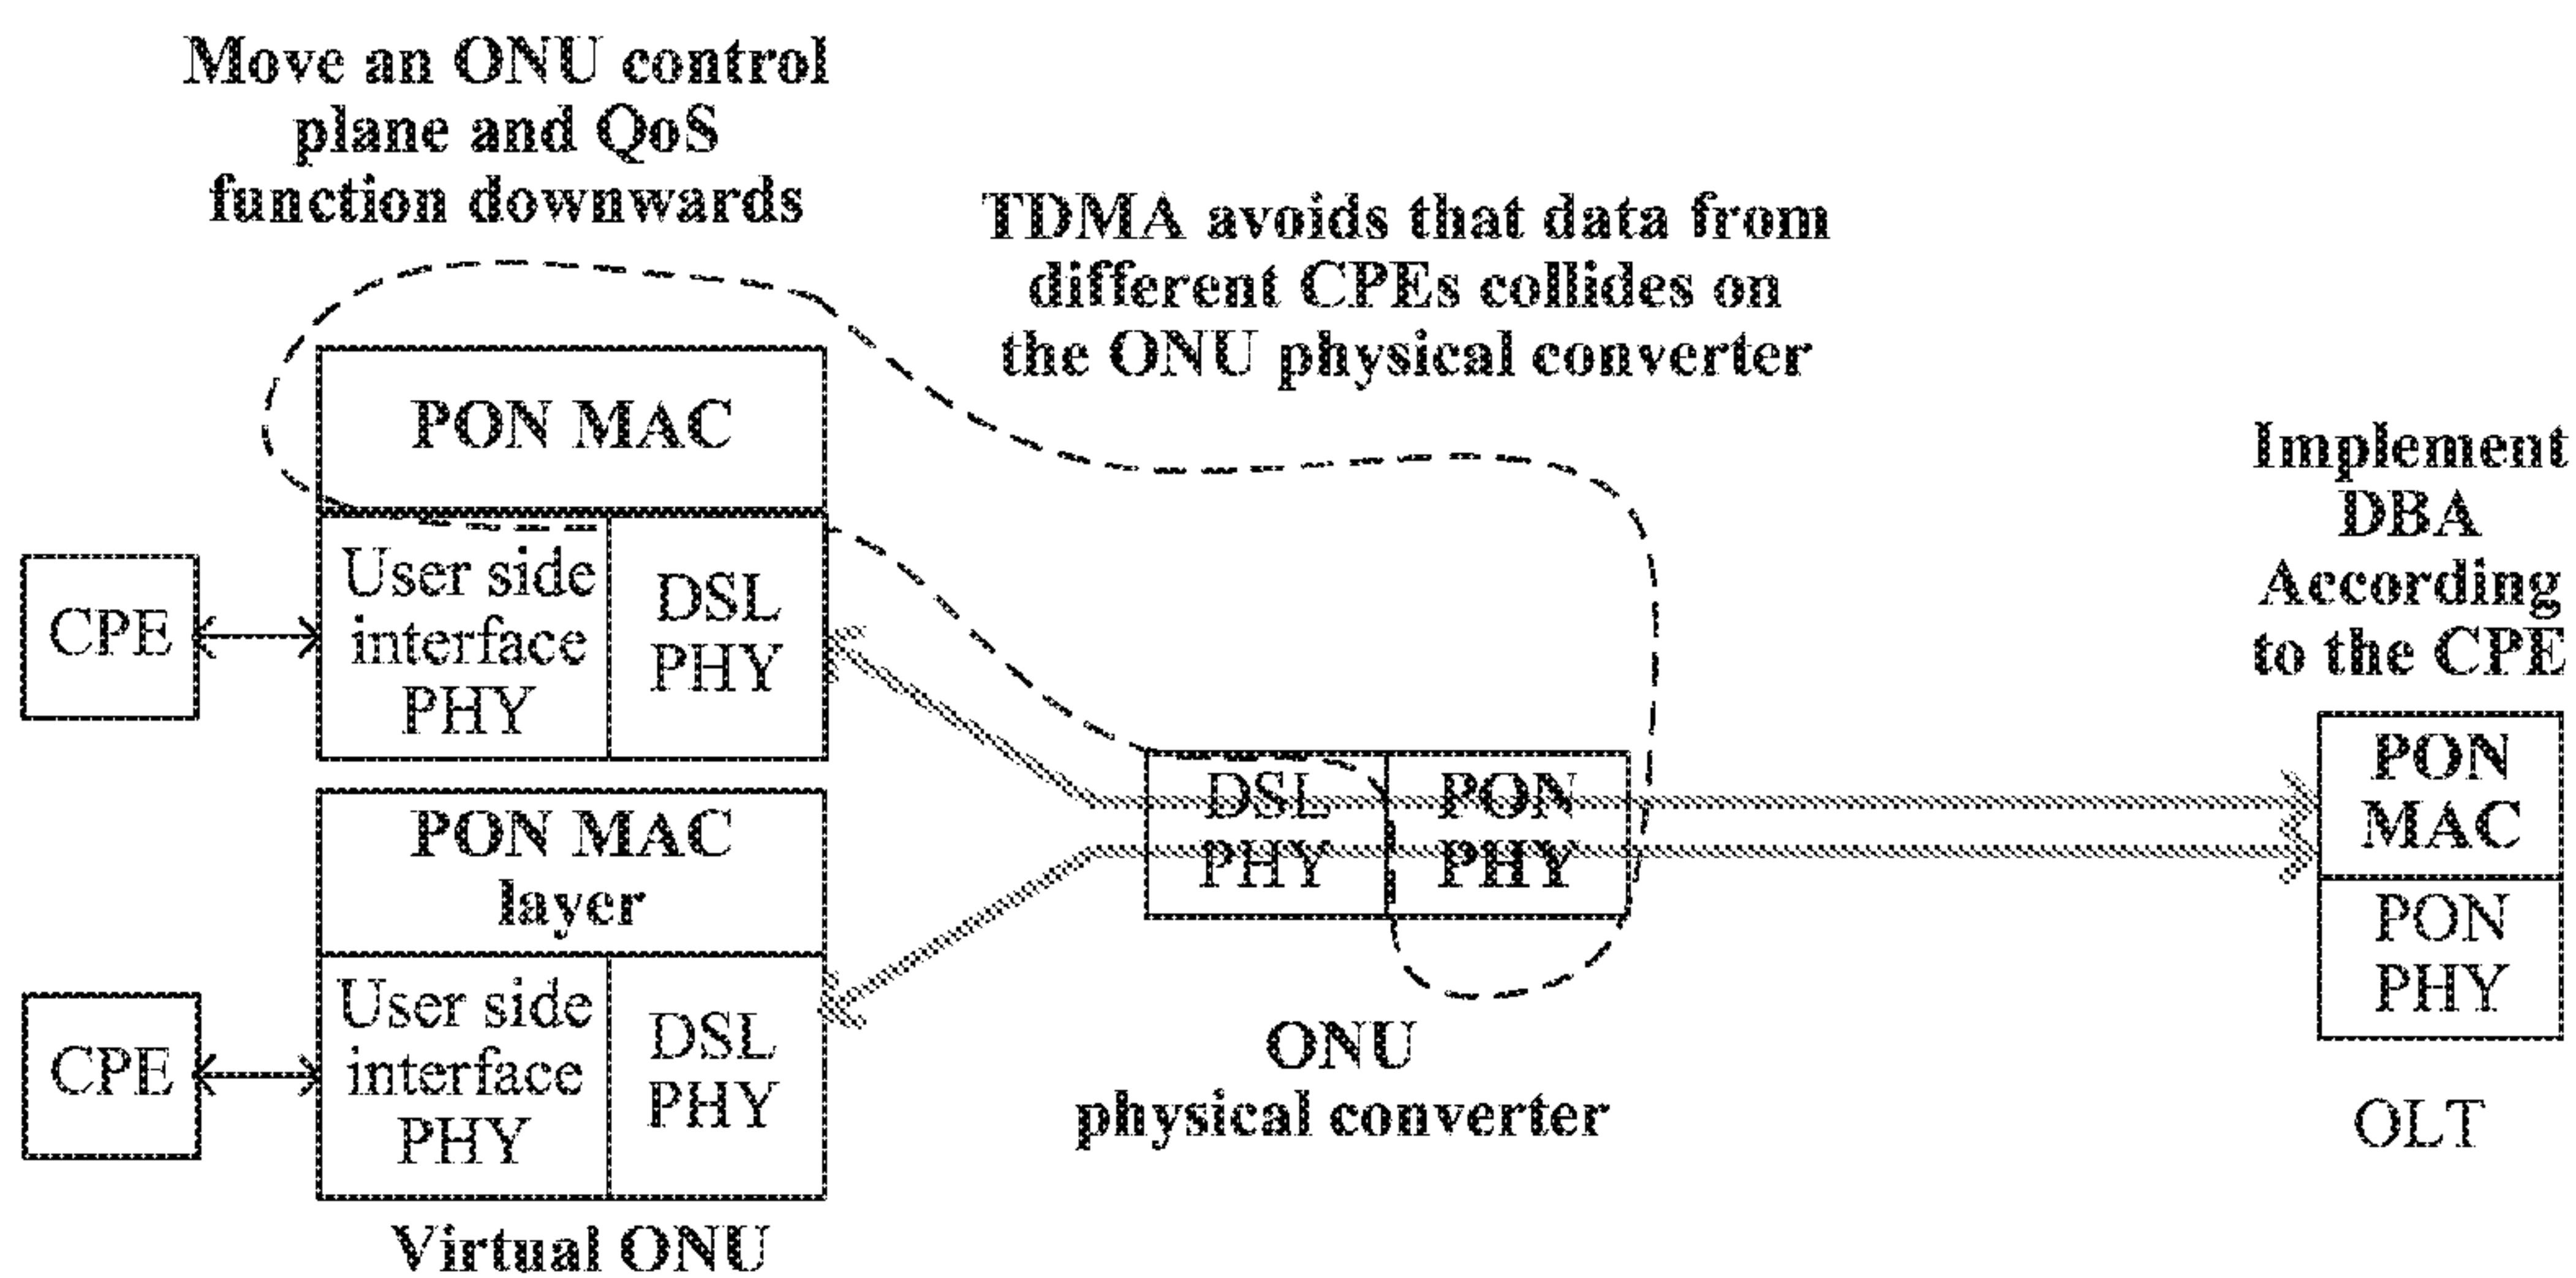 Move an ONU control
plane and QoS
function downwards
TDMA avoids that data from
different CPEs collides on
the ONU physical converter
Implement
DBA
According
to the CPE
PON MAC
User side
interface
PHY
DSL
PHY
CPE
PON MAC
layer
User side
interface
PHY
DSL
PHY
CPE
Virtual ONU
DSL
PHY
PON
PHY
ONU
physical converter
PON
MAC
PON
PHY
OLT